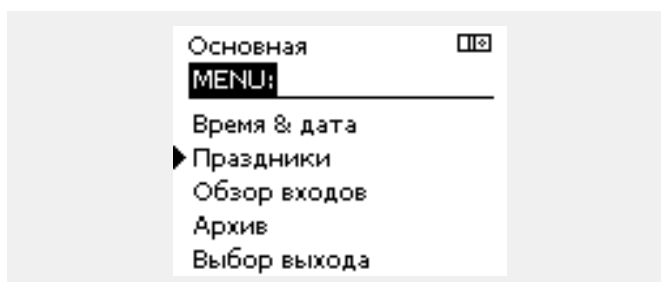 Основная
MENU:
Время & дата
Праздники
Обзор входов
Архив
Выбор выхода